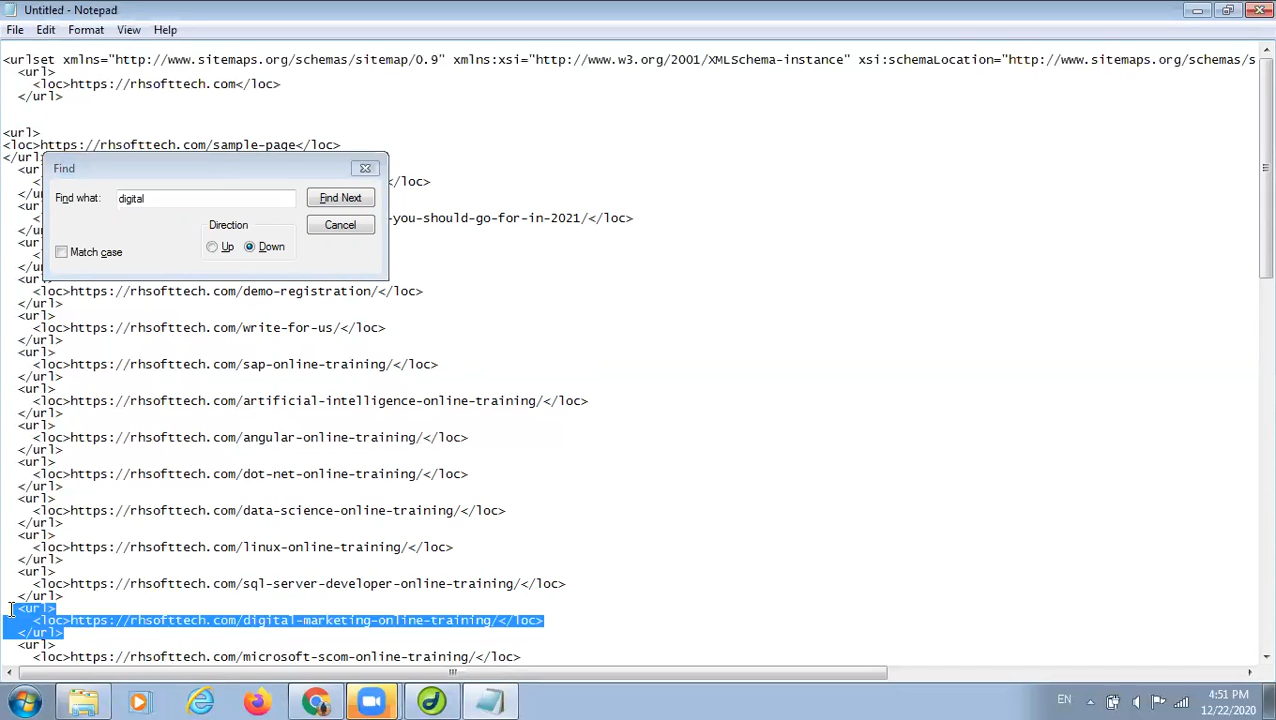 Untitled - Notepad
File Edit Format View Help
<urlset xmlns="http://www.sitemaps.org/schemas/sitemap/0.9" xmlns:xsi="http://www.w3.org/2001/XMLSchema-instance" xsi:schemaLocation="http://www.sitemaps.org/schemas/s
<url>
<loc>https://rhsofttech.com</loc>
</url>
<url>
<loc>https://rhsofttech.com/sample-page</loc>
</url>
Find
Find what: digital Find Next
Cancel
Direction
Up Down
Match case
</loc>
you-should-go-for-in-2021/</loc>
<loc>https://rhsofttech.com/demo-registration/</loc>
</url>
<url>
<loc>https://rhsofttech.com/write-for-us/</loc>
</url>
<url>
<loc>https://rhsofttech.com/sap-online-training/</loc>
</url>
<url>
<loc>https://rhsofttech.com/artificial-intelligence-online-training/</loc>
</url>
<url>
<loc>https://rhsofttech.com/angular-online-training/</loc>
</url>
<url>
<loc>https://rhsofttech.com/dot-net-online-training/</loc>
</url>
<url>
<loc>https://rhsofttech.com/data-science-online-training/</loc>
</url>
<url>
<loc>https://rhsofttech.com/linux-online-training/</loc>
</url>
<url>
<loc>https://rhsofttech.com/sql-server-developer-online-training/</loc>
</url>
<url>
<loc>https://rhsofttech.com/digital-marketing-online-training/</loc>
</url>
<url>
<loc>https://rhsofttech.com/microsoft-scom-online-training/</loc>
EN
4:51 PM
12/22/2020